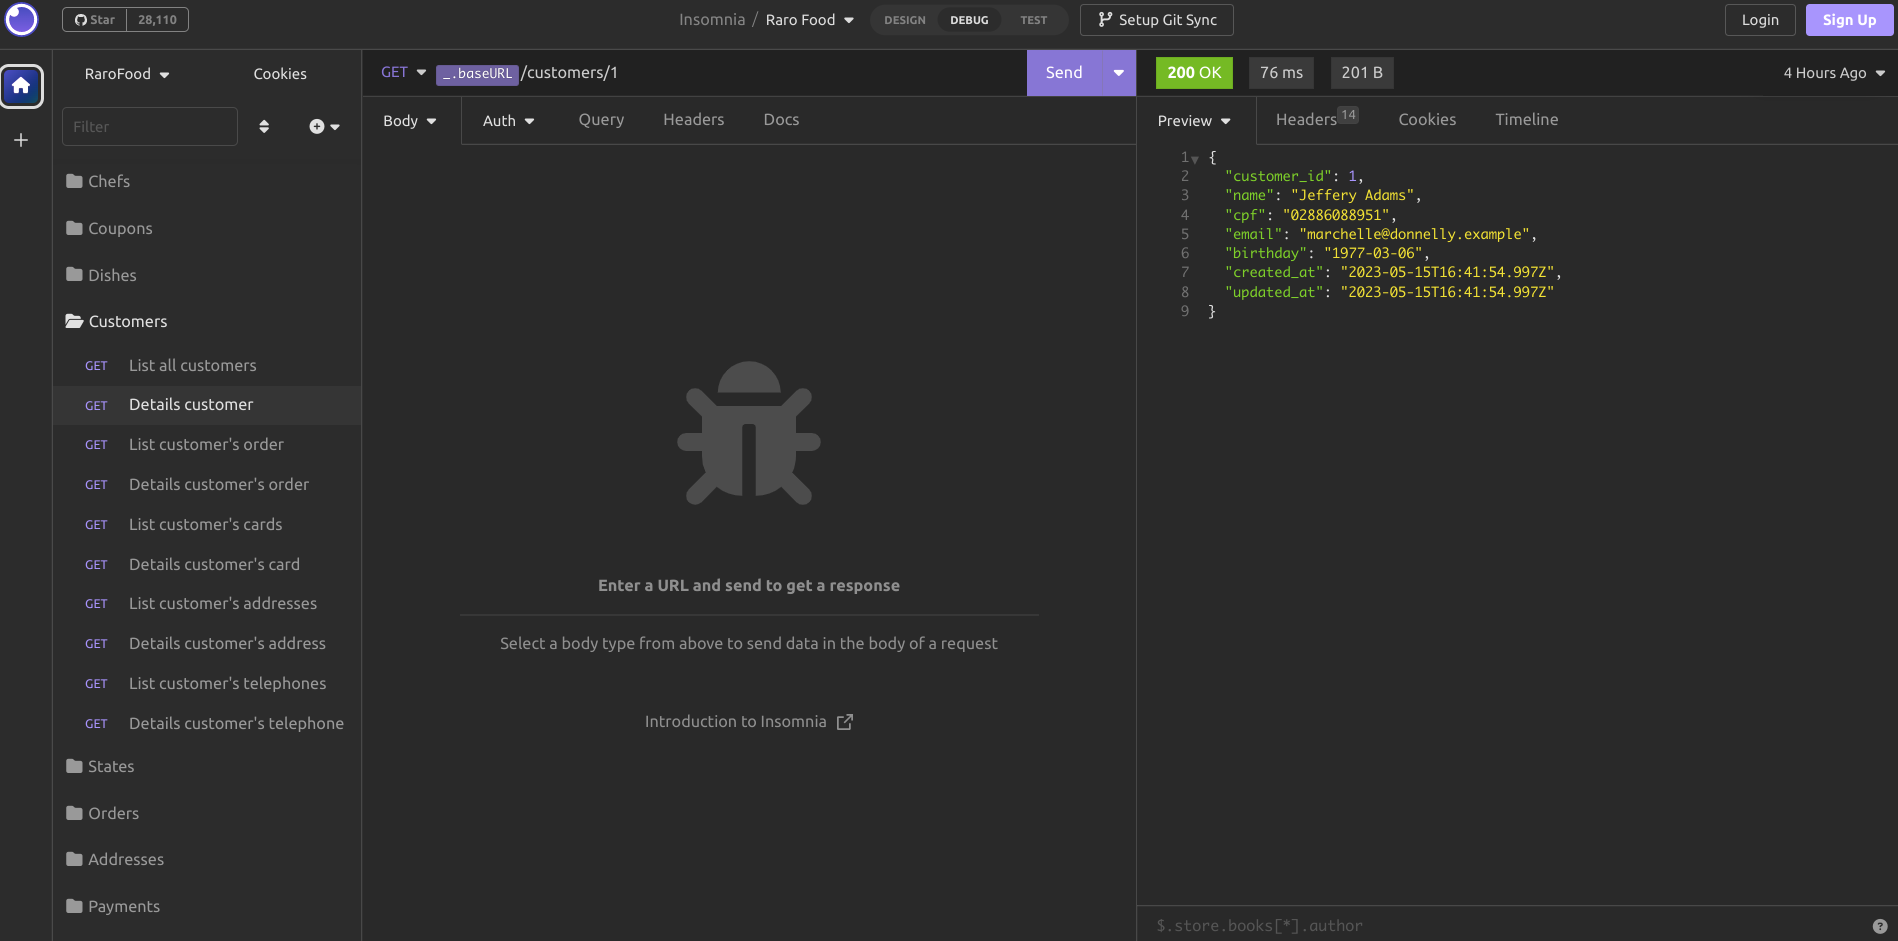 Star 28,110
Insomnia / Raro Food
DESIGN DEBUG TEST
Setup Git Sync
Login
Sign Up
RaroFood
Cookies
Filter
Chefs
Coupons
Dishes
Customers
GET List all customers
GET Details customer
GET List customer's order
GET Details customer's order
GET List customer's cards
GET Details customer's card
GET List customer's addresses
GET Details customer's address
GET List customer's telephones
GET Details customer's telephone
States
Orders
Addresses
Payments
GET _.baseURL/customers/1
Send
Body Auth Query Headers Docs
Enter a URL and send to get a response
Select a body type from above to send data in the body of a request
Introduction to Insomnia
200 OK 76 ms 201 B
4 Hours Ago
Preview Headers 14 Cookies Timeline
1 {
2 "customer_id": 1,
3 "name": "Jeffery Adams",
4 "cpf": "02886088951",
5 "email": "marchelle@donnelly.example",
6 "birthday": "1977-03-06",
7 "created_at": "2023-05-15T16:41:54.997Z",
8 "updated_at": "2023-05-15T16:41:54.997Z"
9 }
$.store.books[*].author
?